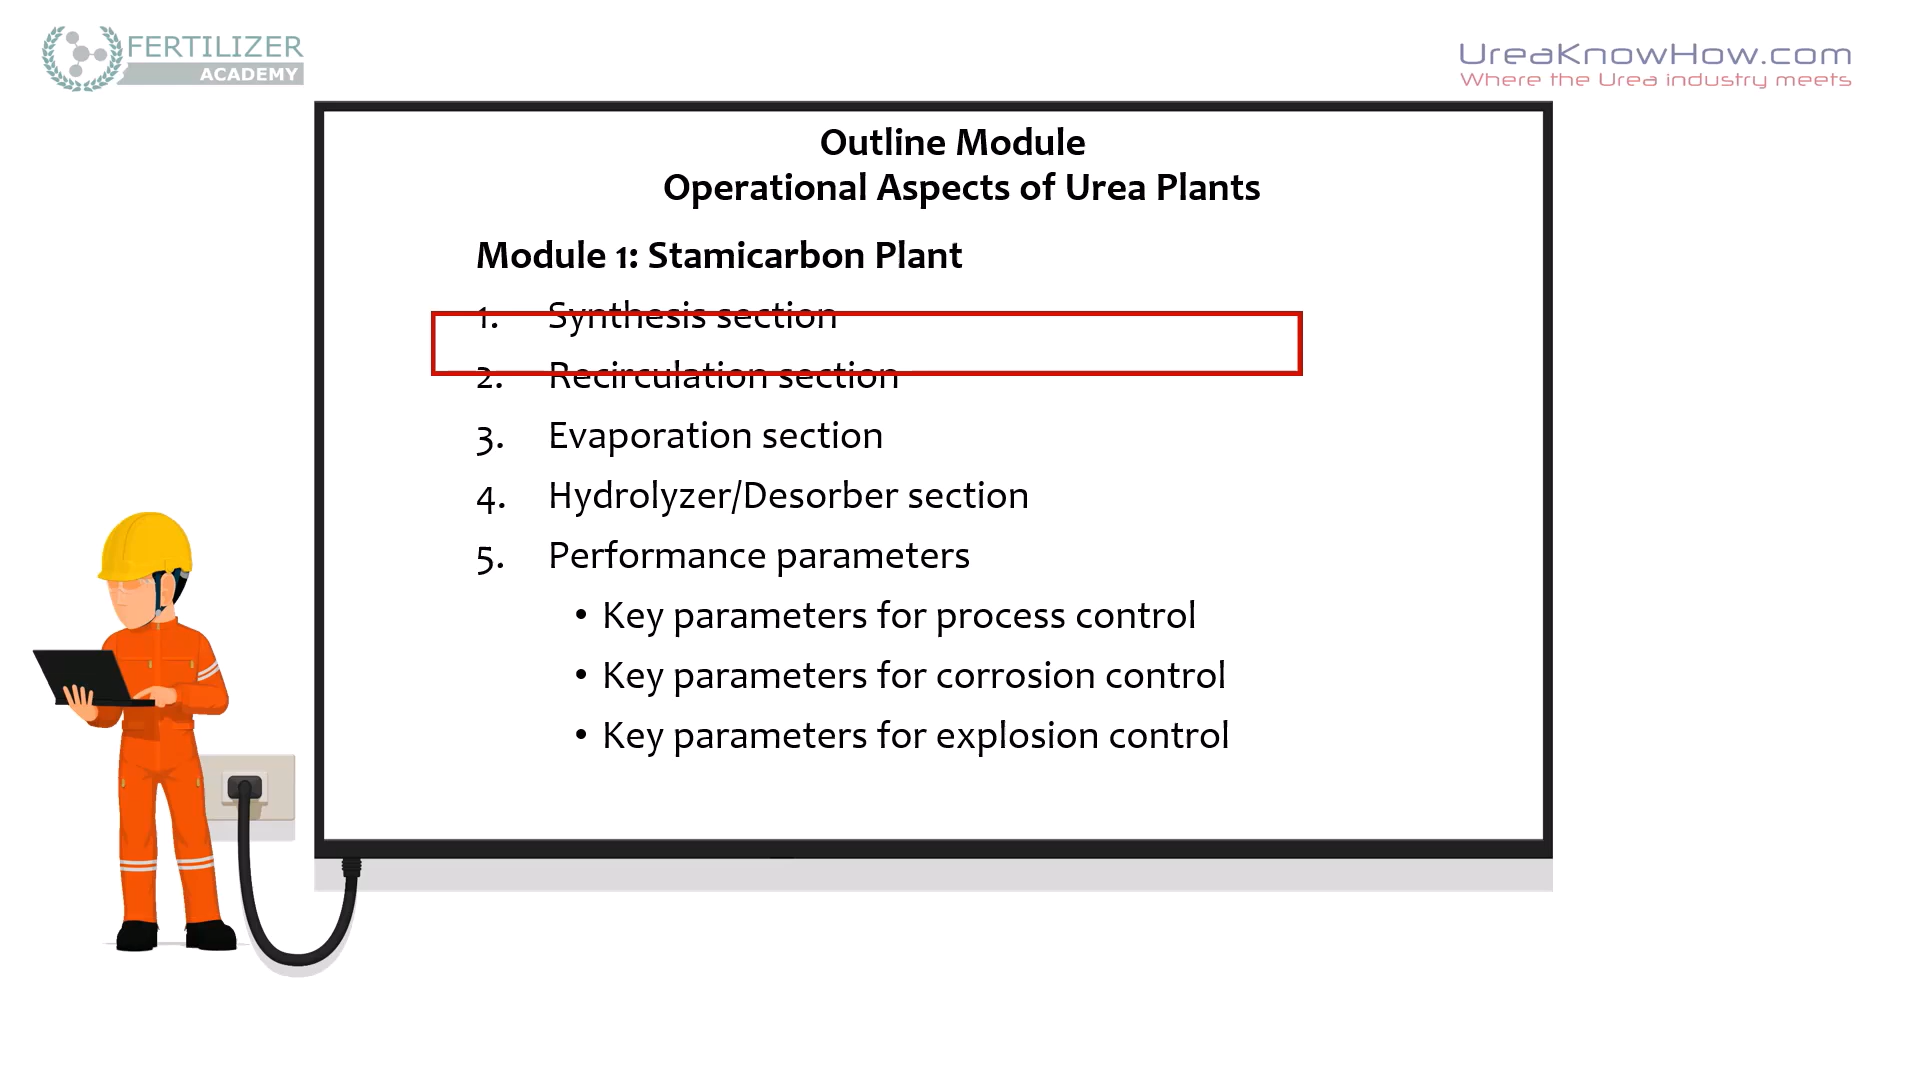 FERTILIZER
ACADEMY
UreaKnowHow.com
Where the Urea industry meets
Outline Module
Operational Aspects of Urea Plants
Module 1: Stamicarbon Plant
1. Synthesis section
2. Recirculation section
3. Evaporation section
4. Hydrolyzer/Desorber section
5. Performance parameters
• Key parameters for process control
• Key parameters for corrosion control
• Key parameters for explosion control